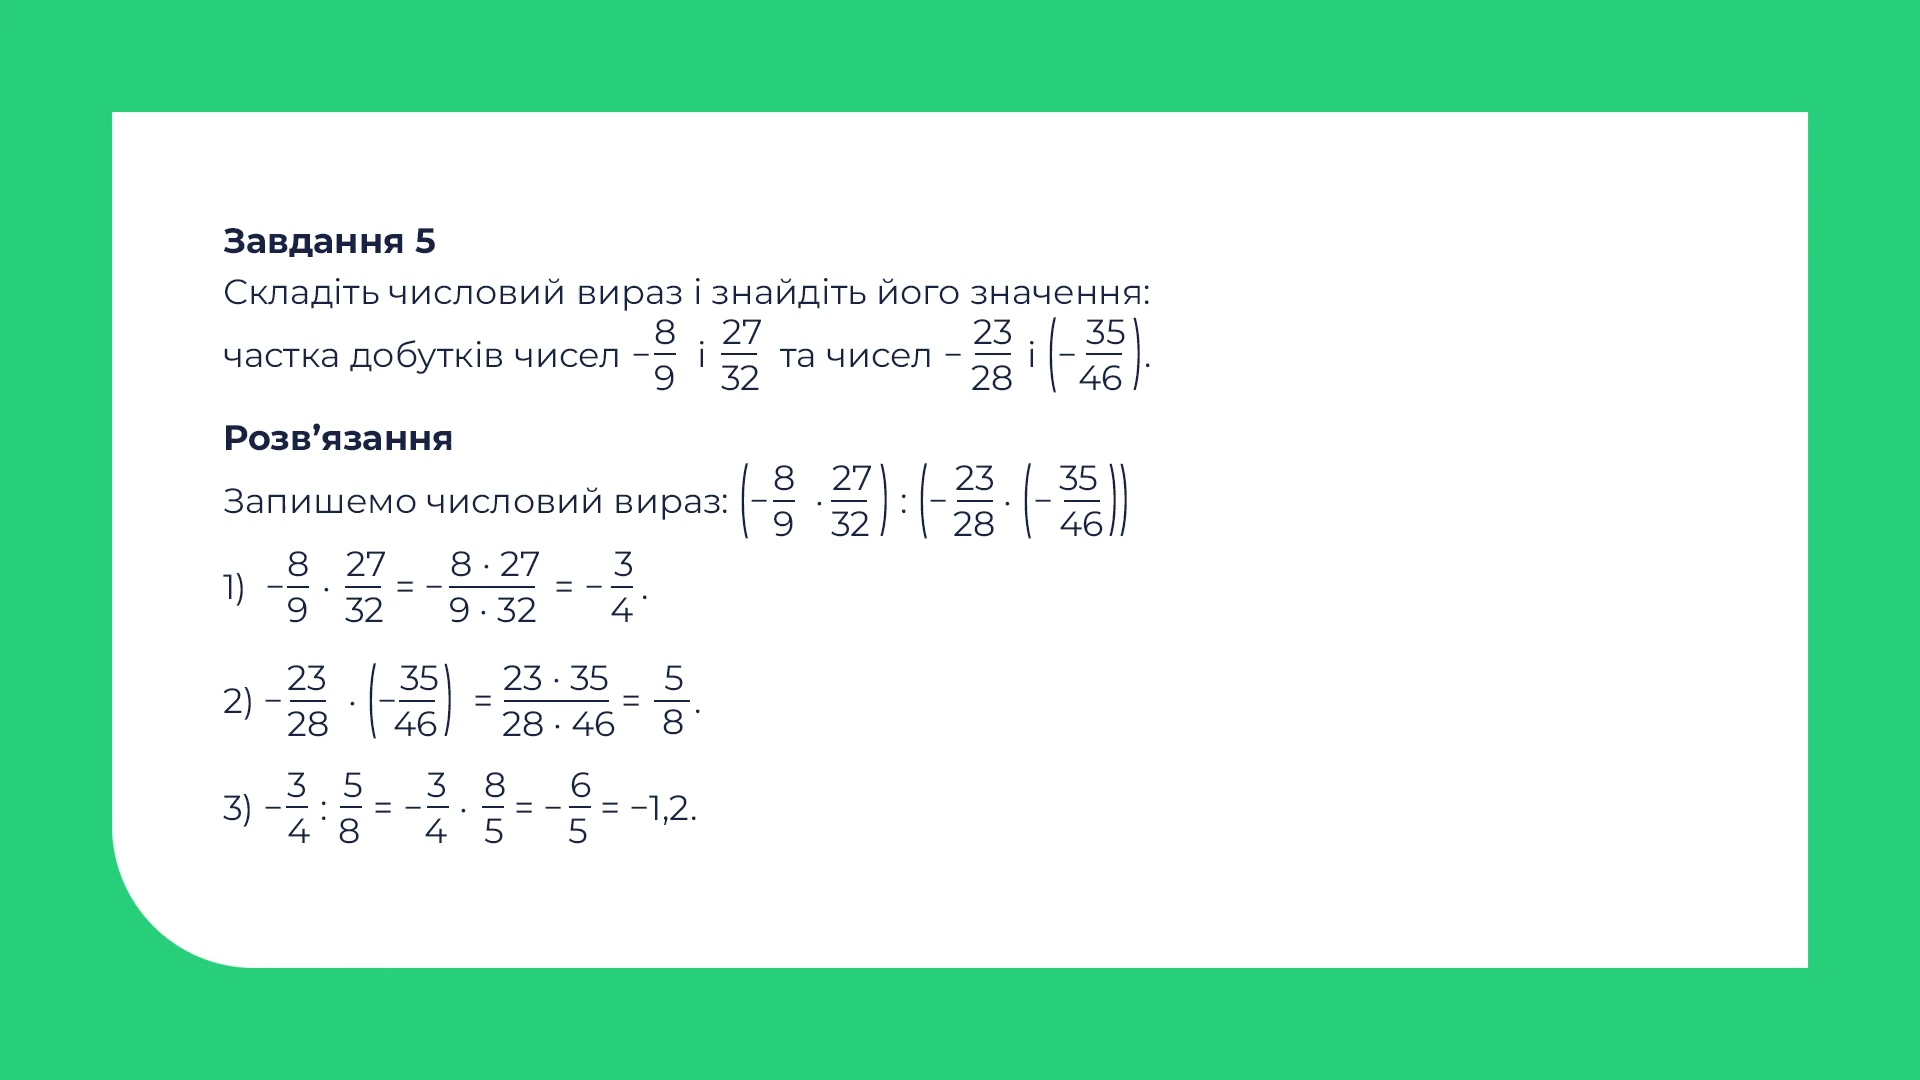 Завдання 5
Складіть числовий вираз і знайдіть його значення:
частка добутків чисел −8/9 і 27/32 та чисел − 23/28 і (− 35/46).
Розв’язання
Запишемо числовий вираз: (−8/9 · 27/32) : (− 23/28 · (− 35/46))
1) −8/9 · 27/32 = −(8 · 27)/(9 · 32) = − 3/4.
2) −23/28 · (−35/46) = (23 · 35)/(28 · 46) = 5/8.
3) −3/4 : 5/8 = −3/4 · 8/5 = −6/5 = −1,2.